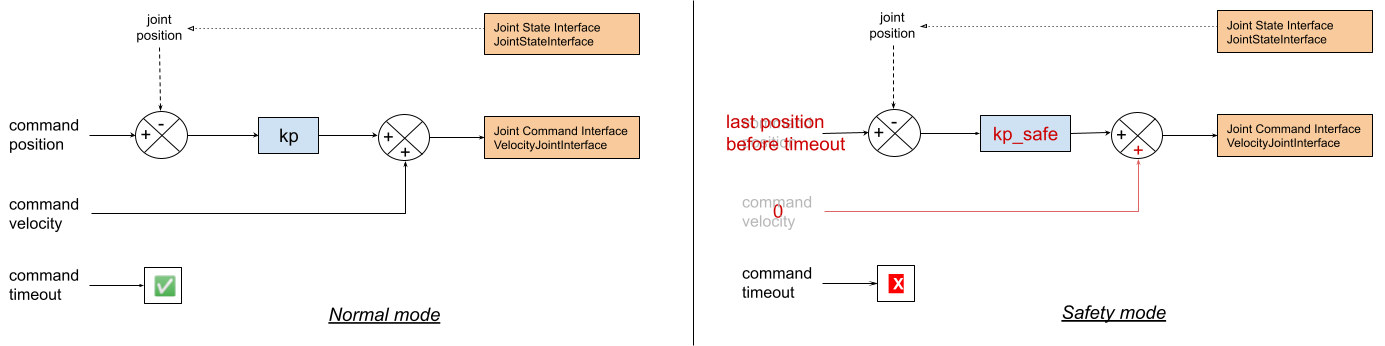 joint
position
Joint State Interface
JointStateInterface
command
position
+
-
kp
+
+
Joint Command Interface
VelocityJointInterface
command
velocity
command
timeout
✅
Normal mode
joint
position
Joint State Interface
JointStateInterface
command
position
last position
before timeout
+
-
kp_safe
+
+
Joint Command Interface
VelocityJointInterface
command
velocity
0
command
timeout
X
Safety mode